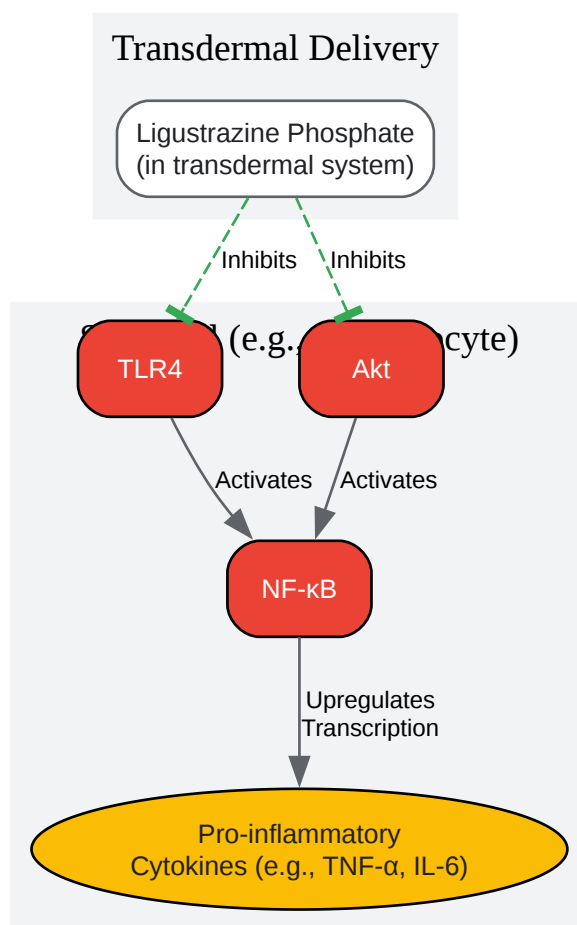 Transdermal Delivery
Ligustrazine Phosphate
(in transdermal system)
Inhibits
Inhibits
(e.g.,
TLR4
Akt
Activates
Activates
NF-κB
Upregulates
Transcription
Pro-inflammatory
Cytokines (e.g., TNF-α, IL-6)